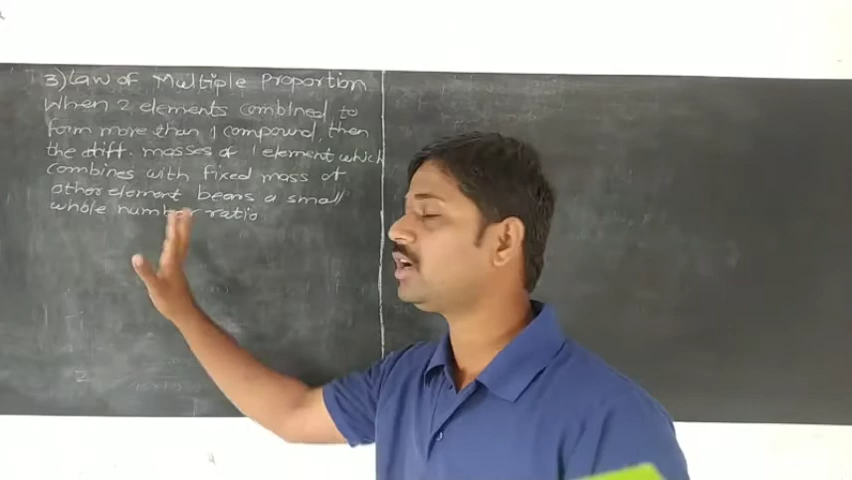 3) Law of Multiple Proportion
When 2 elements combined to
form more than 1 compound, then
the diff. masses of 1 element which
combines with fixed mass of
other element bears a small
whole number ratio